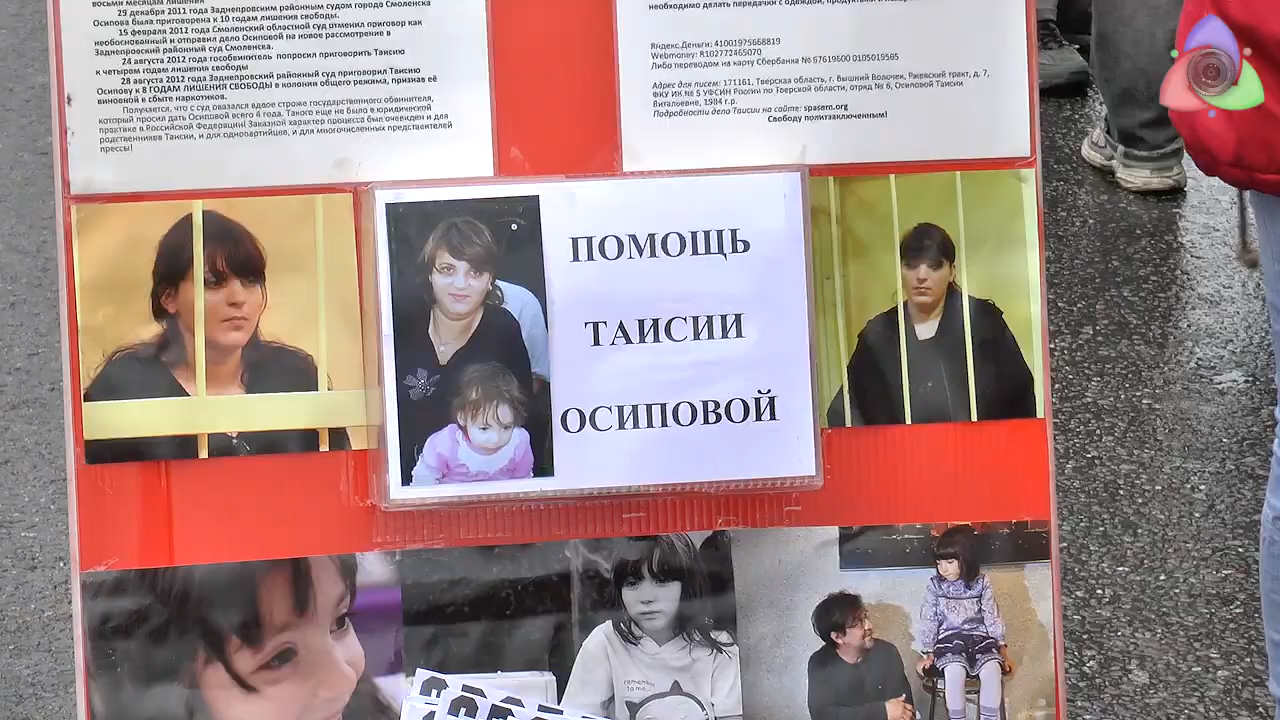 восьми месяцам лишения
29 декабря 2012 года Заднепровским районным судом города Смоленска
Осипова была приговорена к 10 годам лишения свободы.
15 февраля 2012 года Смоленский областной суд отменил приговор как
необоснованный и отправил дело Осиповой на новое рассмотрение в
Заднепровский районный суд Смоленска.
24 августа 2012 года гособвинитель попросил приговорить Таисию
к четырем годам лишения свободы
28 августа 2012 года Заднепровский районный суд приговорил Таисию
Осипову к 8 ГОДАМ ЛИШЕНИЯ СВОБОДЫ в колонии общего режима, признав её
виновной в сбыте наркотиков.
Получается, что с суд оказался вдвое строже государственного обвинителя,
который просил дать Осиповой всего 4 года. Такого еще на было в юридической
практике в Российской Федерации! Заказной характер процесса был очевиден и для
родственников Таисии, и для однопартийцев, и для многочисленных представителей
прессы!
необходимо делать передачки с одеждой, продуктами и
Яндекс.Деньги: 41001975668819
Webmoney: R102772465070
Либо переводом на карту Сбербанка № 67619600 0105019565
Адрес для писем: 171161, Тверская область, г. Вышний Волочек, Ржевский тракт, д. 7,
ФКУ ИК № 5 УФСИН России по Тверской области, отряд № 6, Осиповой Таисии
Витальевне, 1984 г.р.
Подробности дела Таисии на сайте: spasam.org
Свободу политзаключенным!
ПОМОЩЬ
ТАИСИИ
ОСИПОВОЙ
remember
to me...